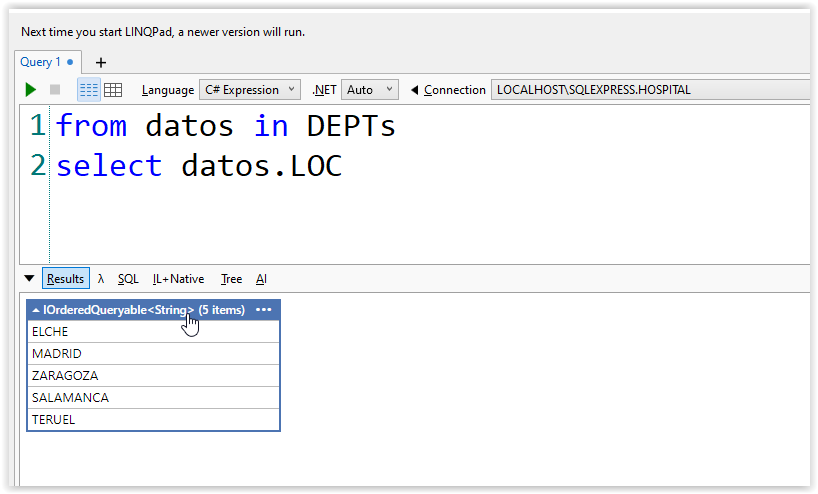 Next time you start LINQPad, a newer version will run.
Query 1
Language C# Expression .NET Auto Connection LOCALHOST\SQLEXPRESS.HOSPITAL
1 from datos in DEPTs
2 select datos.LOC
Results λ SQL IL+Native Tree AI
IOrderedQueryable<String> (5 items)
ELCHE
MADRID
ZARAGOZA
SALAMANCA
TERUEL